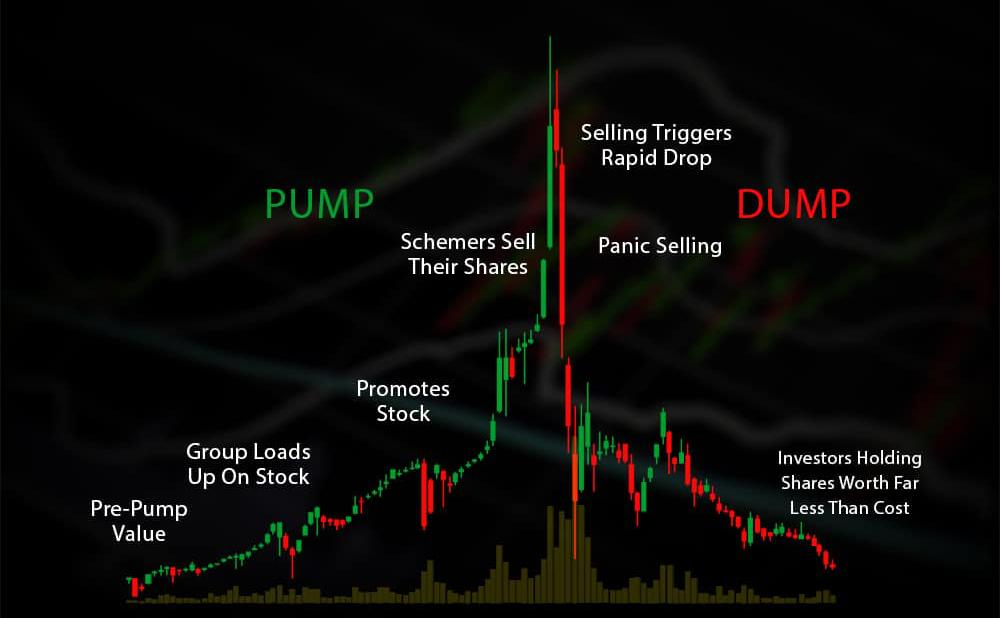 PUMP
DUMP
Pre-Pump
Value
Group Loads
Up On Stock
Promotes
Stock
Schemers Sell
Their Shares
Selling Triggers
Rapid Drop
Panic Selling
Investors Holding
Shares Worth Far
Less Than Cost